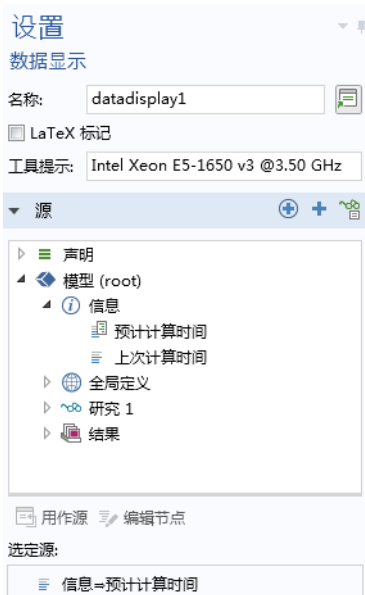 设置
数据显示
名称: datadisplay1
LaTeX 标记
工具提示: Intel Xeon E5-1650 v3 @3.50 GHz
源
声明
模型 (root)
信息
预计计算时间
上次计算时间
全局定义
研究 1
结果
用作源 编辑节点
选定源:
信息⇒预计计算时间